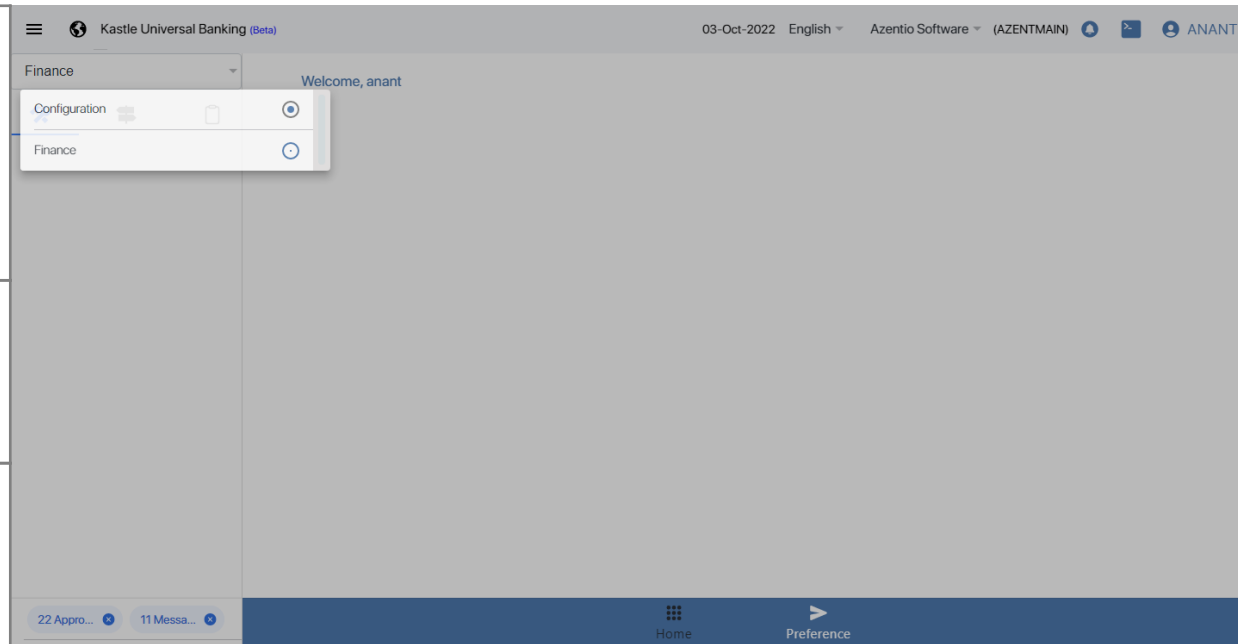 Kastle Universal Banking (Beta)
03-Oct-2022 English Azentio Software (AZENTMAIN) ANANT
Finance
Welcome, anant
Configuration
Finance
22 Appro... 11 Messa...
Home Preference